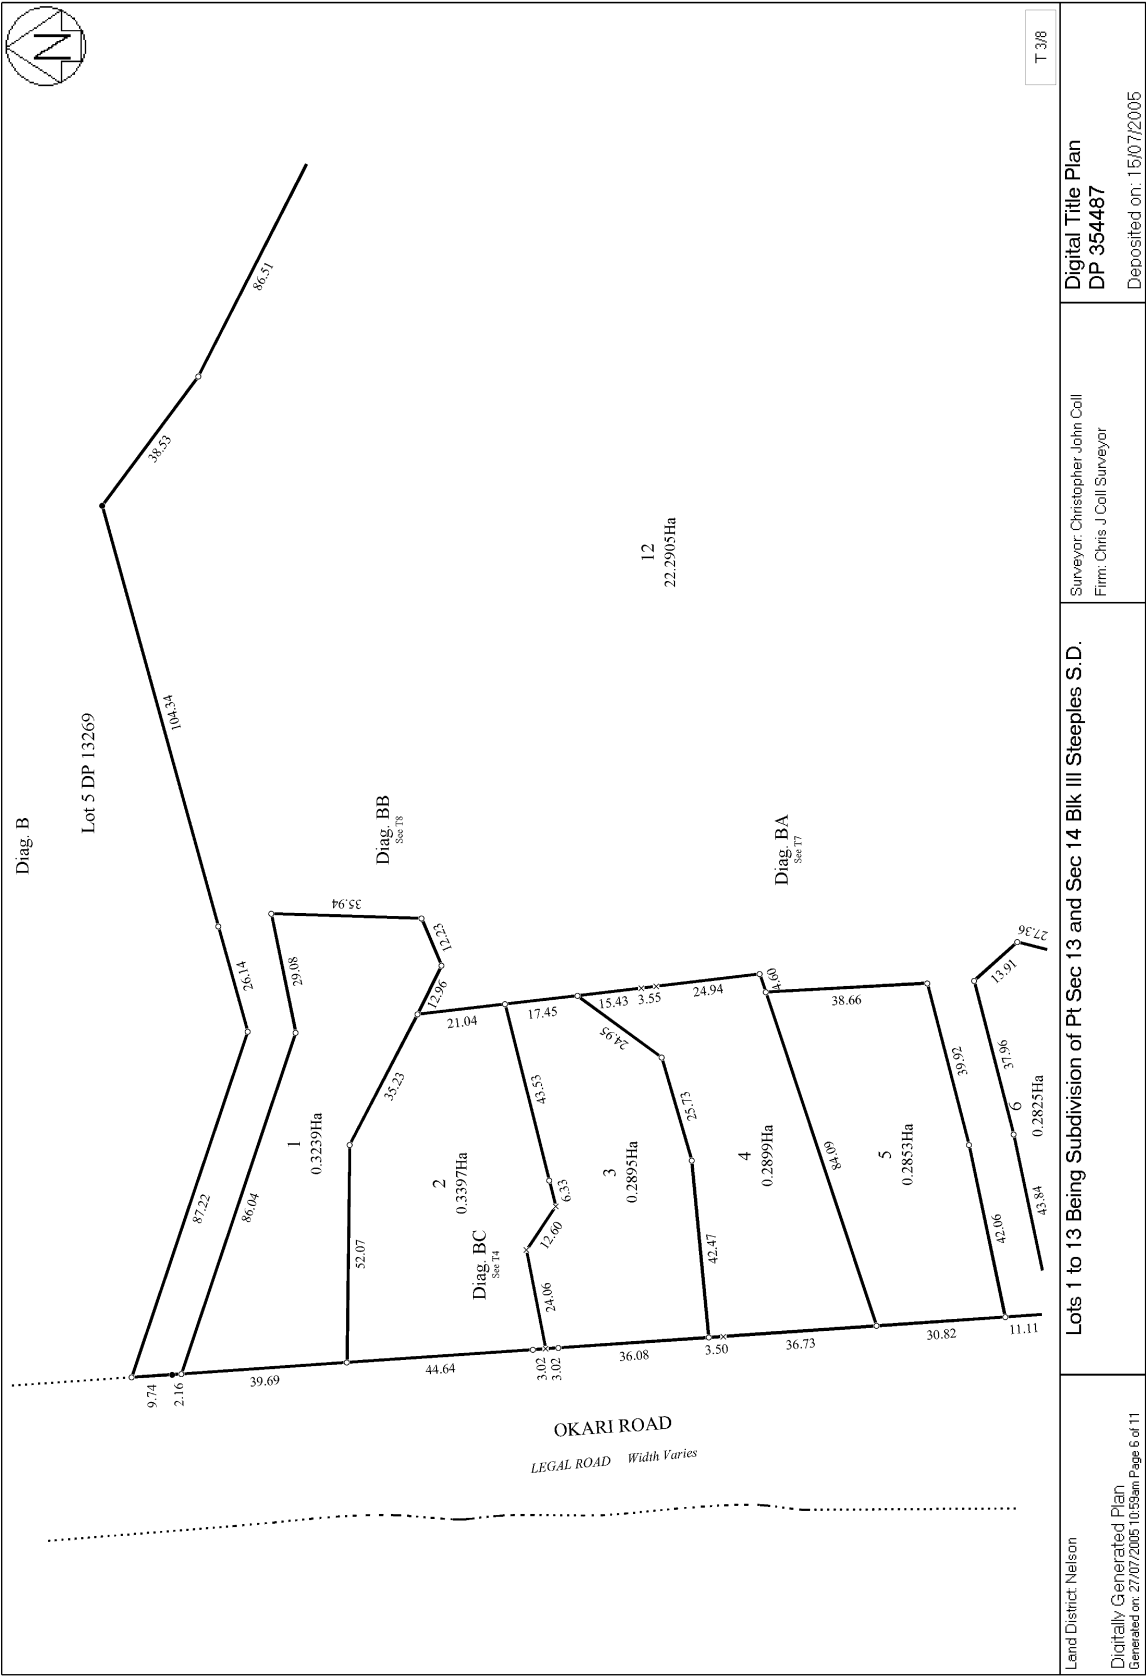 N
T 3/8
Diag. B
Lot 5 DP 13269
86.51
38.53
104.34
26.14
87.22
9.74
2.16
86.04
29.08
35.94
12.23
12.96
35.23
52.07
39.69
1
0.3239Ha
Diag. BB
See T8
12
22.2905Ha
21.04
17.45
43.53
6.33
12.60
24.06
44.64
3.02
3.02
2
0.3397Ha
Diag. BC
See T4
3
0.2895Ha
24.95
25.73
42.47
36.08
3.50
15.43
3.55
24.94
4.60
4
0.2899Ha
84.09
36.73
Diag. BA
See T7
38.66
39.92
42.06
30.82
5
0.2853Ha
11.11
6
0.2825Ha
27.36
13.91
37.96
43.84
OKARI ROAD
LEGAL ROAD Width Varies
Land District: Nelson
Digitally Generated Plan
Generated on: 27/07/2005 10:59am Page 6 of 11
Lots 1 to 13 Being Subdivision of Pt Sec 13 and Sec 14 Blk III Steeples S.D.
Surveyor: Christopher John Coll
Firm: Chris J Coll Surveyor
Digital Title Plan
DP 354487
Deposited on: 15/07/2005